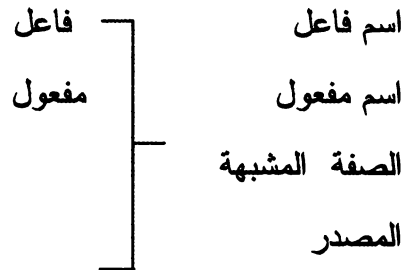 اسم فاعل فاعل
اسم مفعول مفعول
الصفة المشبهة
المصدر